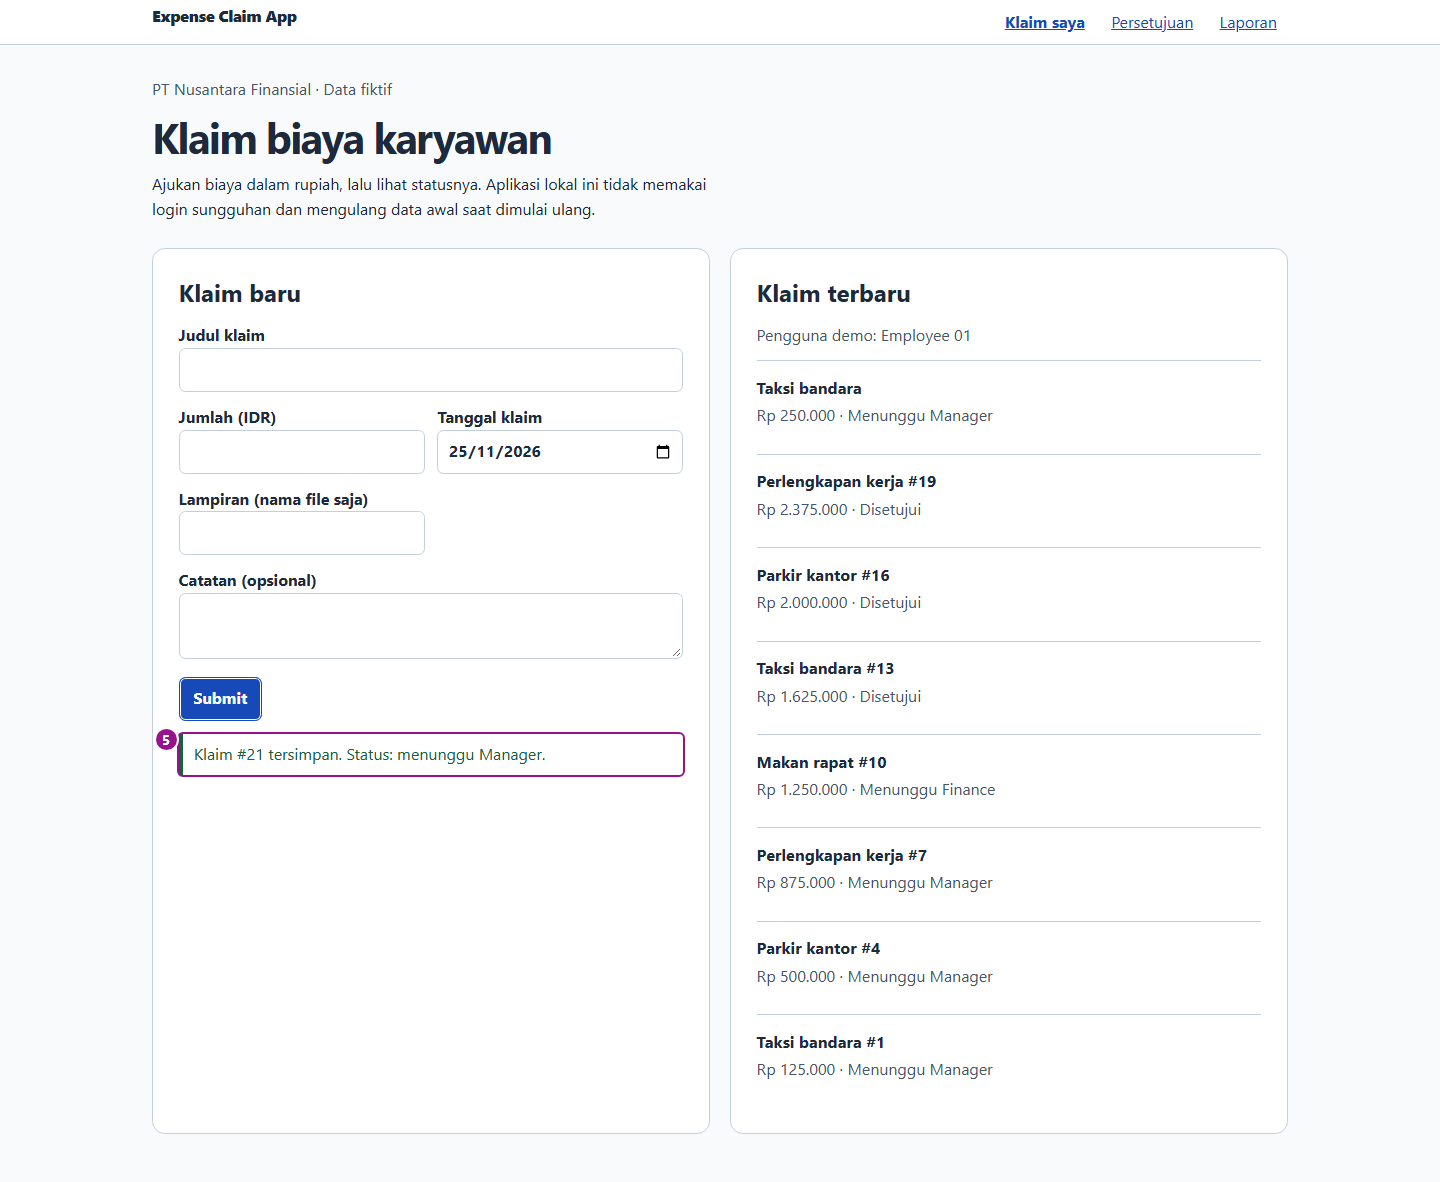 Expense Claim App
Klaim saya
Persetujuan
Laporan
PT Nusantara Finansial · Data fiktif
Klaim biaya karyawan
Ajukan biaya dalam rupiah, lalu lihat statusnya. Aplikasi lokal ini tidak memakai
login sungguhan dan mengulang data awal saat dimulai ulang.
Klaim baru
Judul klaim
Jumlah (IDR)
Tanggal klaim
25/11/2026
Lampiran (nama file saja)
Catatan (opsional)
Submit
5
Klaim #21 tersimpan. Status: menunggu Manager.
Klaim terbaru
Pengguna demo: Employee 01
Taksi bandara
Rp 250.000 · Menunggu Manager
Perlengkapan kerja #19
Rp 2.375.000 · Disetujui
Parkir kantor #16
Rp 2.000.000 · Disetujui
Taksi bandara #13
Rp 1.625.000 · Disetujui
Makan rapat #10
Rp 1.250.000 · Menunggu Finance
Perlengkapan kerja #7
Rp 875.000 · Menunggu Manager
Parkir kantor #4
Rp 500.000 · Menunggu Manager
Taksi bandara #1
Rp 125.000 · Menunggu Manager